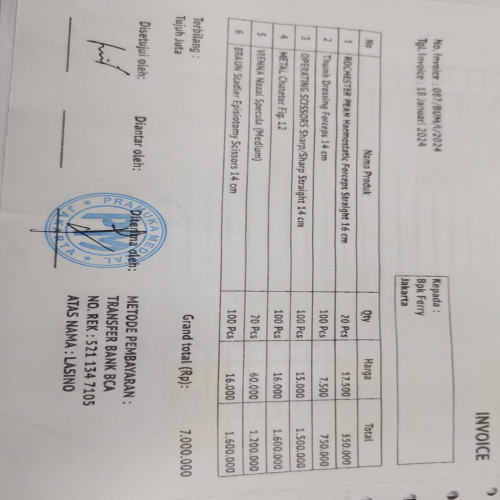 INVOICE
No. Invoice : 087/BUM/I/2024
Tgl. Invoice : 18 Januari 2024
Kepada :
Bpk Ferry
Jakarta
No Nama Produk Qty Harga Total
1 ROCHESTER PEAN Haemostatic Forceps Straight 16 cm 20 Pcs 17.500 350.000
2 Thumb Dressing Forceps 14 cm 100 Pcs 7.500 750.000
3 OPERATING SCISSORS Sharp/Sharp Straight 14 cm 100 Pcs 15.000 1.500.000
4 METAL Chateter Fig. 12 100 Pcs 16.000 1.600.000
5 VIENNA Nazal Specula (Medium) 20 Pcs 60.000 1.200.000
6 BRAUN Stadler Episiotomy Scissors 14 cm 100 Pcs 16.000 1.600.000
Grand total (Rp): 7.000.000
Terbilang :
Tujuh Juta
Disetujui oleh: Diantar oleh: Diterima oleh:
PRAMUKA MEDICAL
PM
JAKARTA
METODE PEMBAYARAN :
TRANSFER BANK BCA
NO. REK : 521 134 7105
ATAS NAMA : LASINO